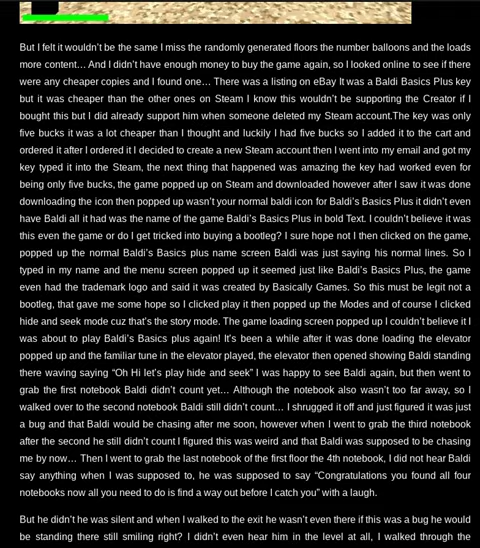 But I felt it wouldn't be the same I miss the randomly generated floors the number balloons and the loads
more content… And I didn't have enough money to buy the game again, so I looked online to see if there
were any cheaper copies and I found one… There was a listing on eBay It was a Baldi Basics Plus key
but it was cheaper than the other ones on Steam I know this wouldn't be supporting the Creator if I
bought this but I did already support him when someone deleted my Steam account.The key was only
five bucks it was a lot cheaper than I thought and luckily I had five bucks so I added it to the cart and
ordered it after I ordered it I decided to create a new Steam account then I went into my email and got my
key typed it into the Steam, the next thing that happened was amazing the key had worked even for
being only five bucks, the game popped up on Steam and downloaded however after I saw it was done
downloading the icon then popped up wasn't your normal baldi icon for Baldi's Basics Plus it didn't even
have Baldi all it had was the name of the game Baldi's Basics Plus in bold Text. I couldn't believe it was
this even the game or do I get tricked into buying a bootleg? I sure hope not I then clicked on the game,
popped up the normal Baldi's Basics plus name screen Baldi was just saying his normal lines. So I
typed in my name and the menu screen popped up it seemed just like Baldi's Basics Plus, the game
even had the trademark logo and said it was created by Basically Games. So this must be legit not a
bootleg, that gave me some hope so I clicked play it then popped up the Modes and of course I clicked
hide and seek mode cuz that's the story mode. The game loading screen popped up I couldn't believe it I
was about to play Baldi's Basics plus again! It's been a while after it was done loading the elevator
popped up and the familiar tune in the elevator played, the elevator then opened showing Baldi standing
there waving saying "Oh Hi let's play hide and seek" I was happy to see Baldi again, but then went to
grab the first notebook Baldi didn't count yet… Although the notebook also wasn't too far away, so I
walked over to the second notebook Baldi still didn't count… I shrugged it off and just figured it was just
a bug and that Baldi would be chasing after me soon, however when I went to grab the third notebook
after the second he still didn't count I figured this was weird and that Baldi was supposed to be chasing
me by now… Then I went to grab the last notebook of the first floor the 4th notebook, I did not hear Baldi
say anything when I was supposed to, he was supposed to say "Congratulations you found all four
notebooks now all you need to do is find a way out before I catch you" with a laugh.
But he didn't he was silent and when I walked to the exit he wasn't even there if this was a bug he would
be standing there still smiling right? I didn't even hear him in the level at all, I walked through the